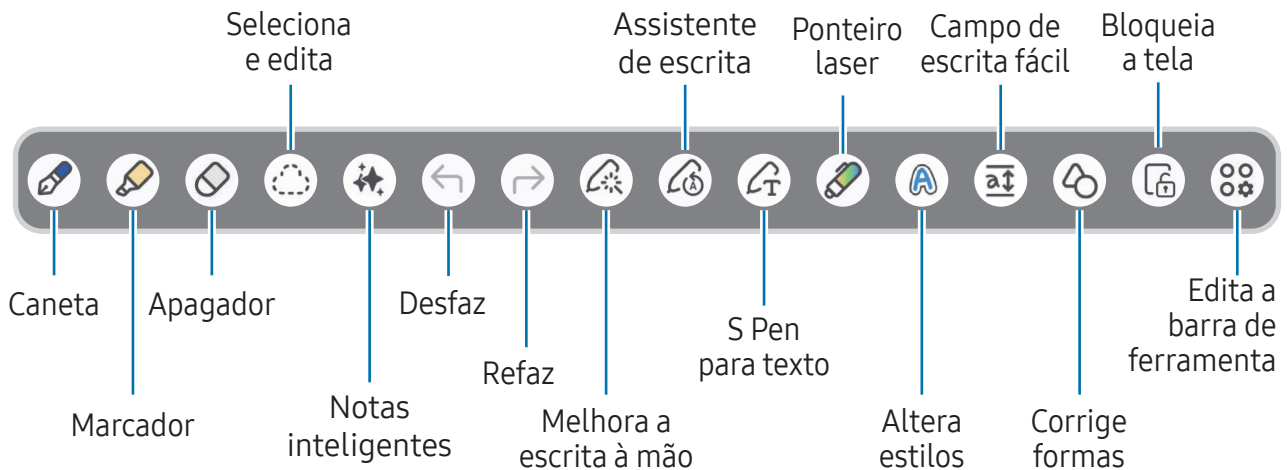 Seleciona
e edita
Assistente
de escrita
Ponteiro
laser
Campo de
escrita fácil
Bloqueia
a tela
Caneta
Marcador
Apagador
Notas
inteligentes
Desfaz
Refaz
Melhora a
escrita à mão
S Pen
para texto
Altera
estilos
Corrige
formas
Edita a
barra de
ferramenta